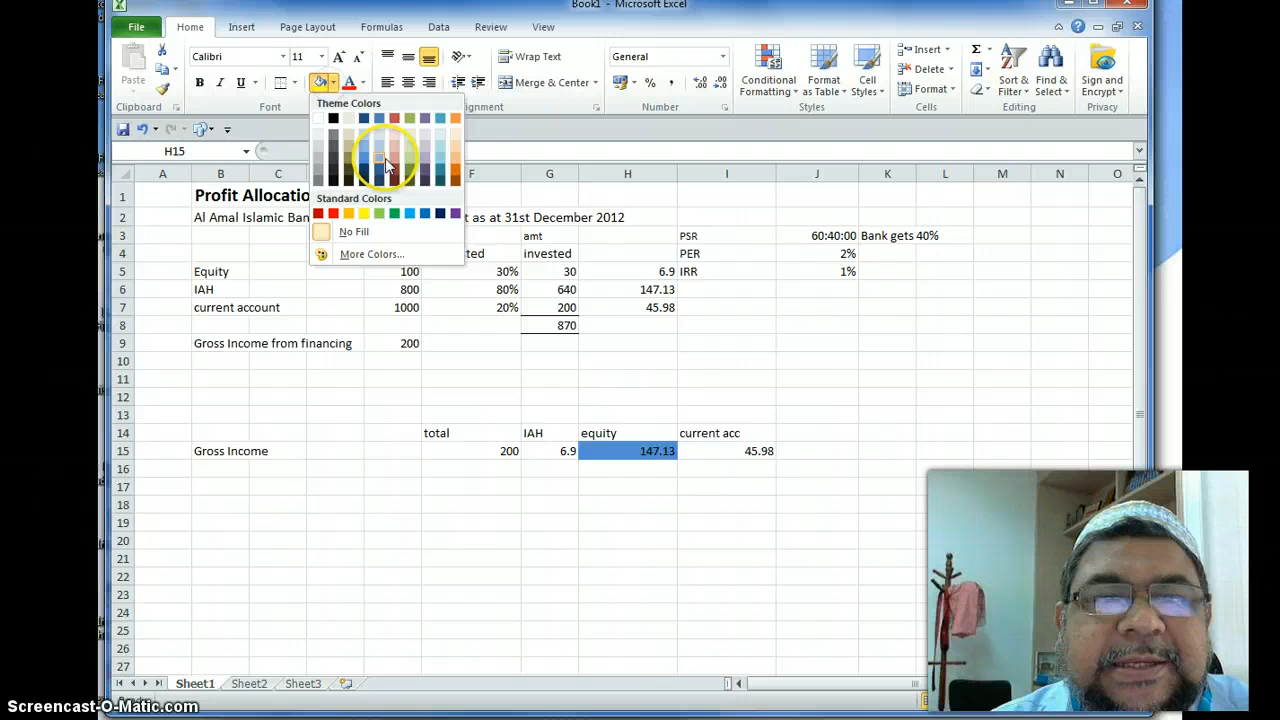 Book1 - Microsoft Excel
File Home Insert Page Layout Formulas Data Review View
Paste
Calibri 11
B I U A
Wrap Text
Merge & Center
General
%
Conditional Formatting
Format as Table
Cell Styles
Insert
Delete
Format
Sort & Filter
Find & Select
Sign and Encrypt
Clipboard Font Alignment Number Styles Cells Editing Privacy
Theme Colors
Standard Colors
No Fill
More Colors...
H15
A B F G H I J K L M N O
1 Profit Allocatio
2 Al Amal Islamic Ban t as at 31st December 2012
3 amt PSR 60:40:00 Bank gets 40%
4 ted invested PER 2%
5 Equity 100 30% 30 6.9 IRR 1%
6 IAH 800 80% 640 147.13
7 current account 1000 20% 200 45.98
8 870
9 Gross Income from financing 200
10
11
12
13
14 total IAH equity current acc
15 Gross Income 200 6.9 147.13 45.98
16
17
18
19
20
21
22
23
24
25
26
27
Sheet1 Sheet2 Sheet3
Screencast-O-Matic.com